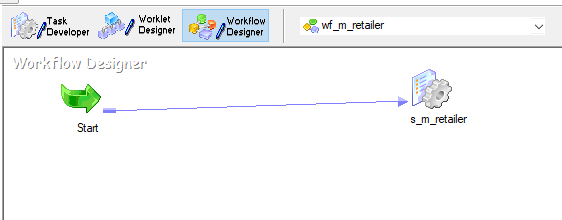 Task
Developer
Worklet
Designer
Workflow
Designer
wf_m_retailer
Workflow Designer
Start
s_m_retailer